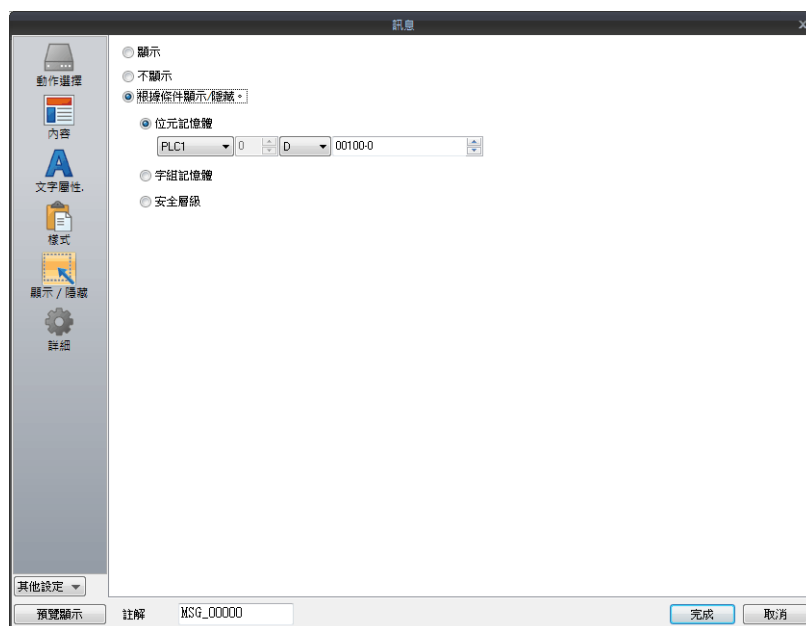 訊息
動作選擇
內容
文字屬性.
樣式
顯示 / 隱藏
詳細
其他設定
預覽顯示
顯示
不顯示
根據條件顯示/隱藏。
位元記憶體
PLC1 0 D 00100-0
字組記憶體
安全層級
註解 MSG_00000 完成 取消